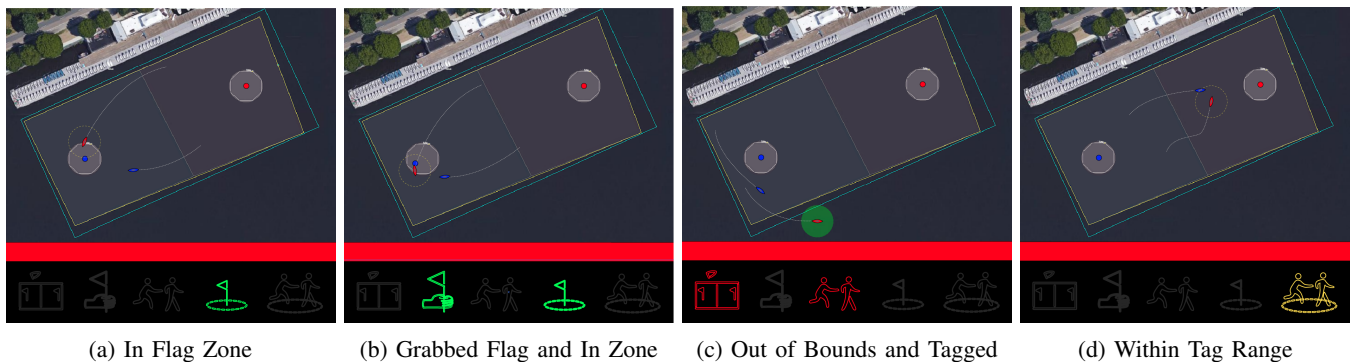 (a) In Flag Zone
(b) Grabbed Flag and In Zone
(c) Out of Bounds and Tagged
(d) Within Tag Range